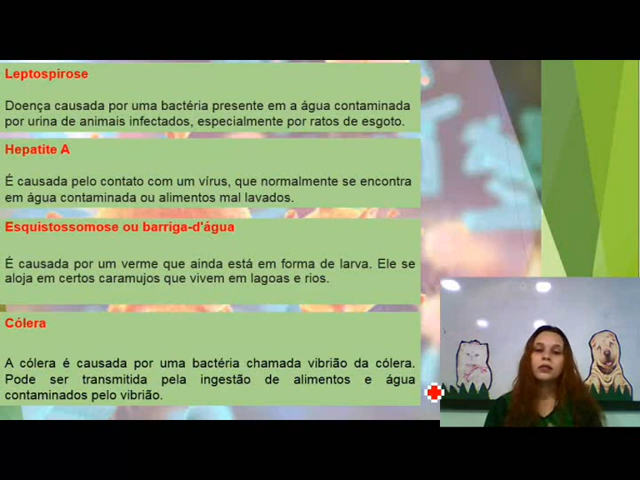 Leptospirose
Doença causada por uma bactéria presente em a água contaminada
por urina de animais infectados, especialmente por ratos de esgoto.
Hepatite A
É causada pelo contato com um vírus, que normalmente se encontra
em água contaminada ou alimentos mal lavados.
Esquistossomose ou barriga-d'água
É causada por um verme que ainda está em forma de larva. Ele se
aloja em certos caramujos que vivem em lagoas e rios.
Cólera
A cólera é causada por uma bactéria chamada vibrião da cólera.
Pode ser transmitida pela ingestão de alimentos e água
contaminados pelo vibrião.